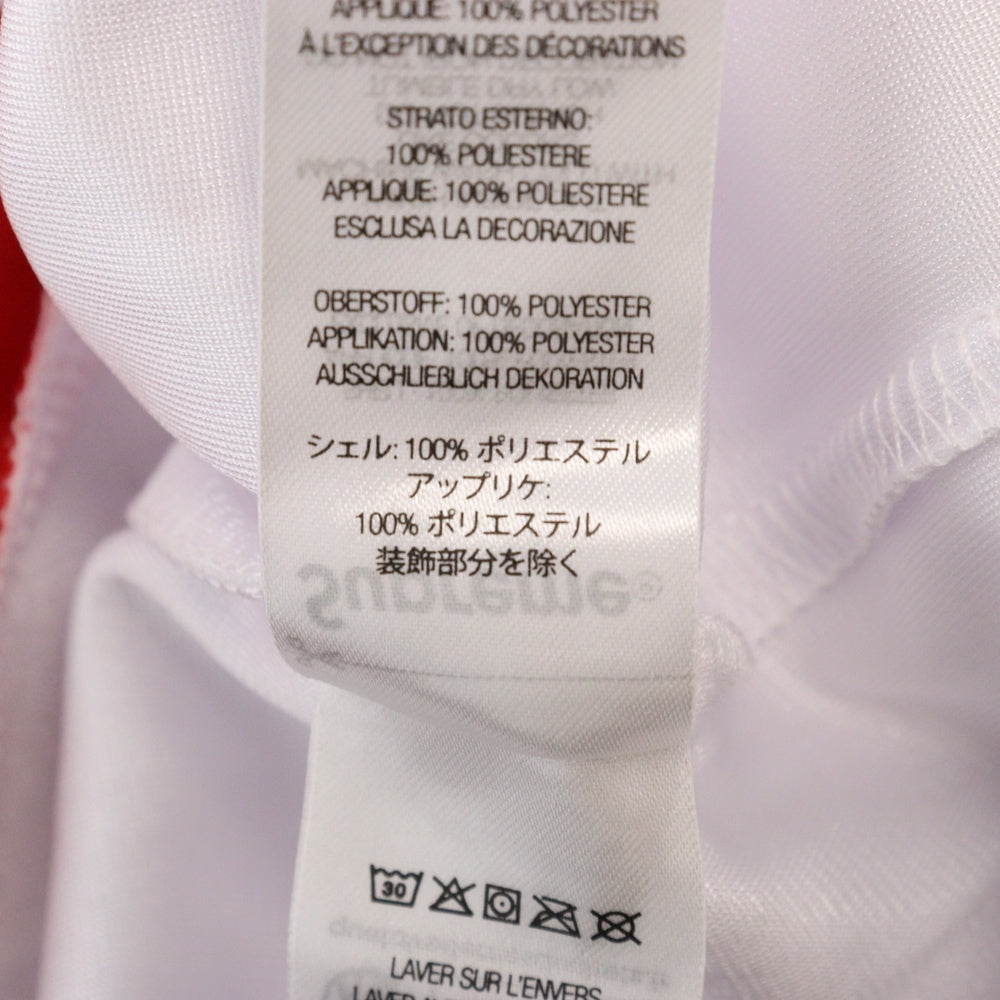 APPLIQUE: 100% POLYESTER
À L'EXCEPTION DES DÉCORATIONS
STRATO ESTERNO:
100% POLIESTERE
APPLIQUE: 100% POLIESTERE
ESCLUSA LA DECORAZIONE
OBERSTOFF: 100% POLYESTER
APPLIKATION: 100% POLYESTER
AUSSCHLIEßLICH DEKORATION
シェル: 100% ポリエステル
アップリケ:
100% ポリエステル
装飾部分を除く
Supreme®
30
LAVER SUR L'ENVERS
LAVER